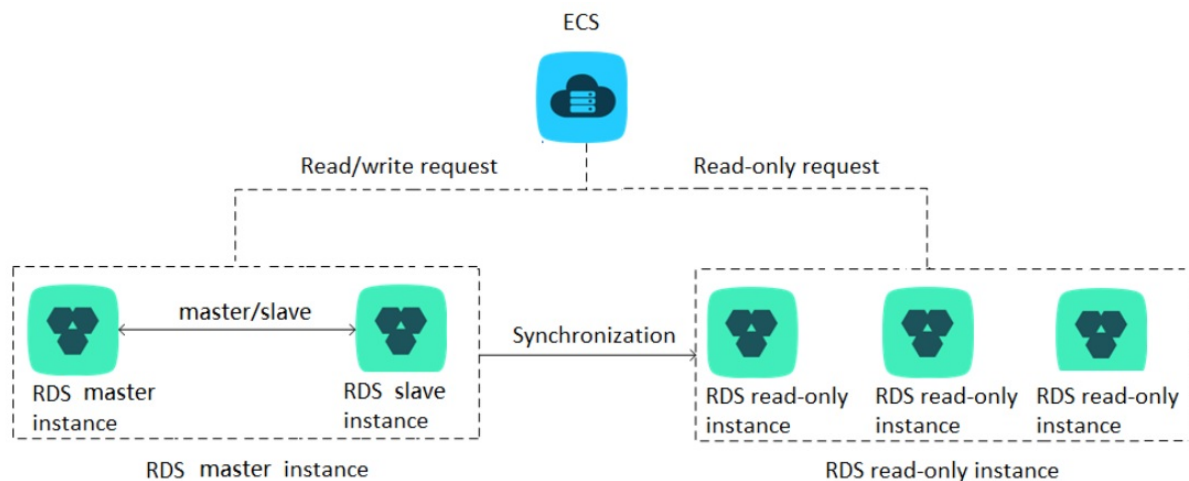 ECS
Read/write request
Read-only request
master/slave
Synchronization
RDS master
instance
RDS slave
instance
RDS read-only
instance
RDS read-only
instance
RDS read-only
instance
RDS master instance
RDS read-only instance